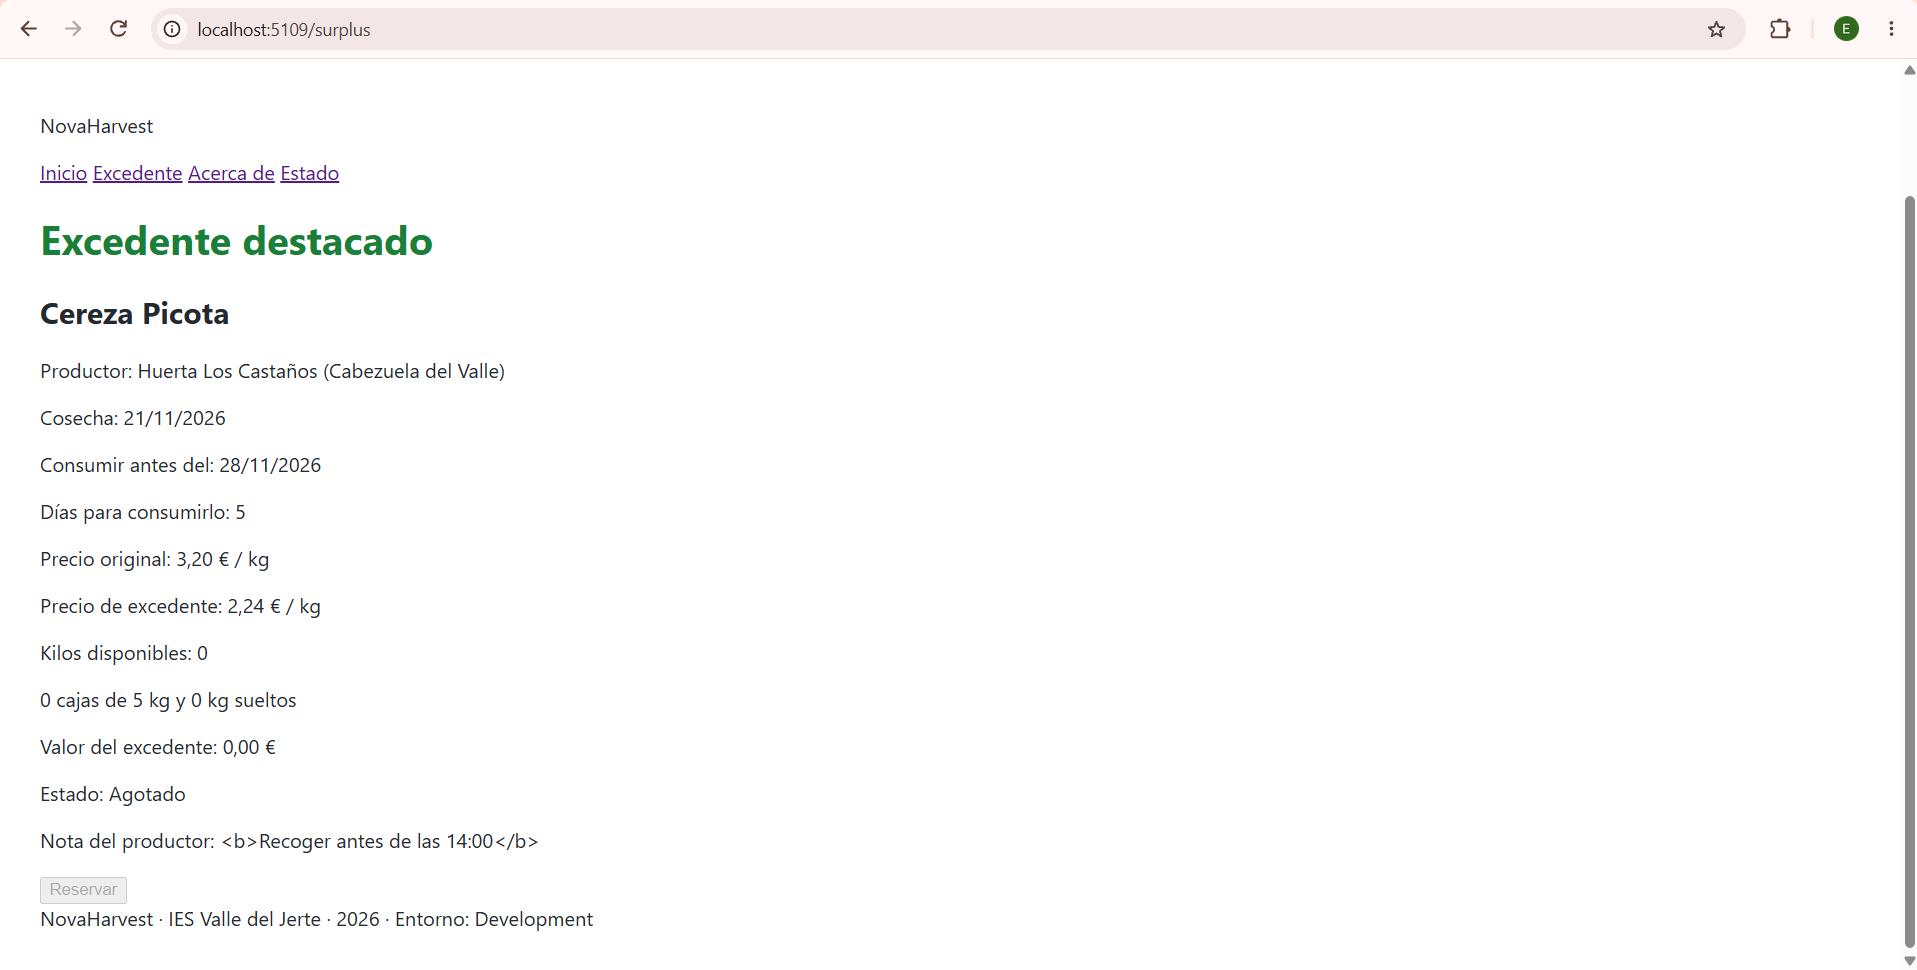 localhost:5109/surplus
E
NovaHarvest
Inicio Excedente Acerca de Estado
Excedente destacado
Cereza Picota
Productor: Huerta Los Castaños (Cabezuela del Valle)
Cosecha: 21/11/2026
Consumir antes del: 28/11/2026
Días para consumirlo: 5
Precio original: 3,20 € / kg
Precio de excedente: 2,24 € / kg
Kilos disponibles: 0
0 cajas de 5 kg y 0 kg sueltos
Valor del excedente: 0,00 €
Estado: Agotado
Nota del productor: <b>Recoger antes de las 14:00</b>
Reservar
NovaHarvest · IES Valle del Jerte · 2026 · Entorno: Development